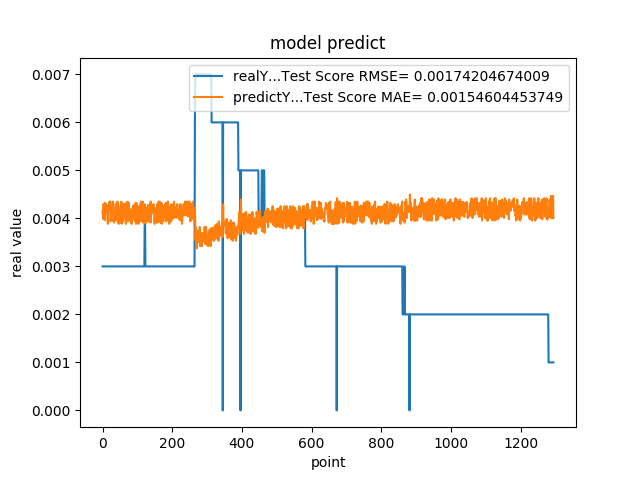 model predict
realY...Test Score RMSE= 0.00174204674009
predictY...Test Score MAE= 0.00154604453749
real value
0.007
0.006
0.005
0.004
0.003
0.002
0.001
0.000
0 200 400 600 800 1000 1200
point